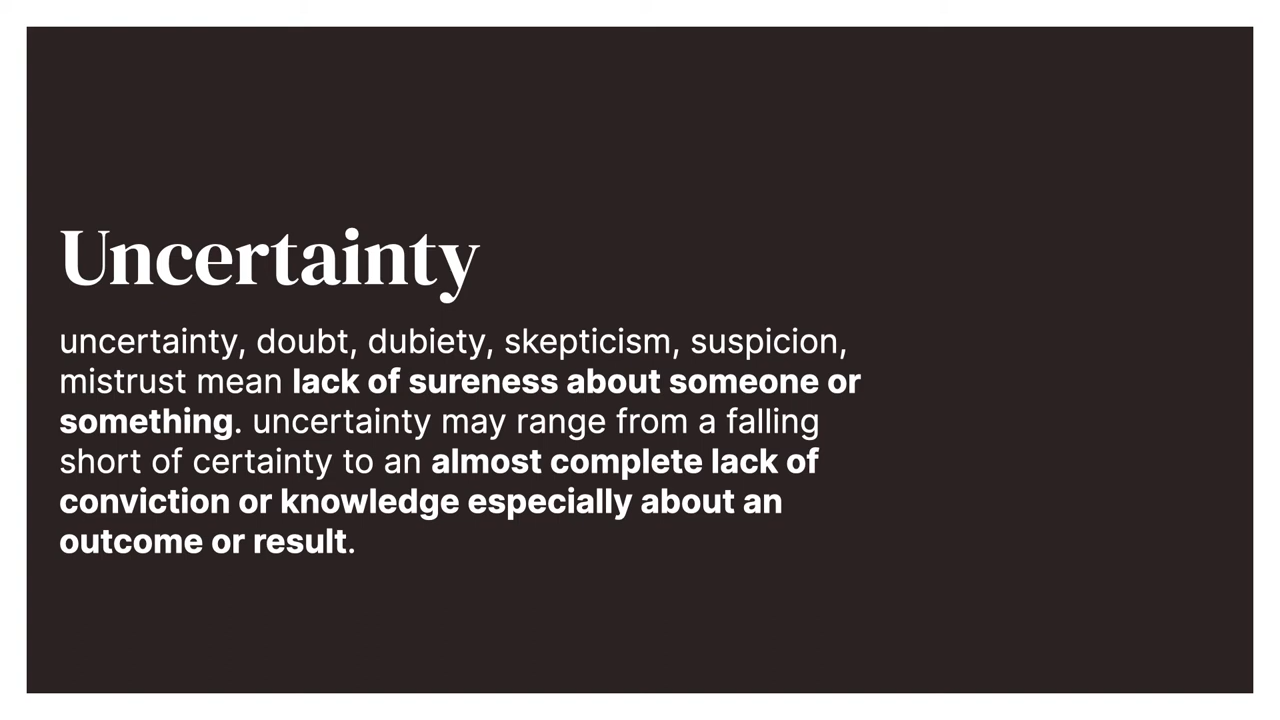 Uncertainty
uncertainty, doubt, dubiety, skepticism, suspicion,
mistrust mean lack of sureness about someone or
something. uncertainty may range from a falling
short of certainty to an almost complete lack of
conviction or knowledge especially about an
outcome or result.